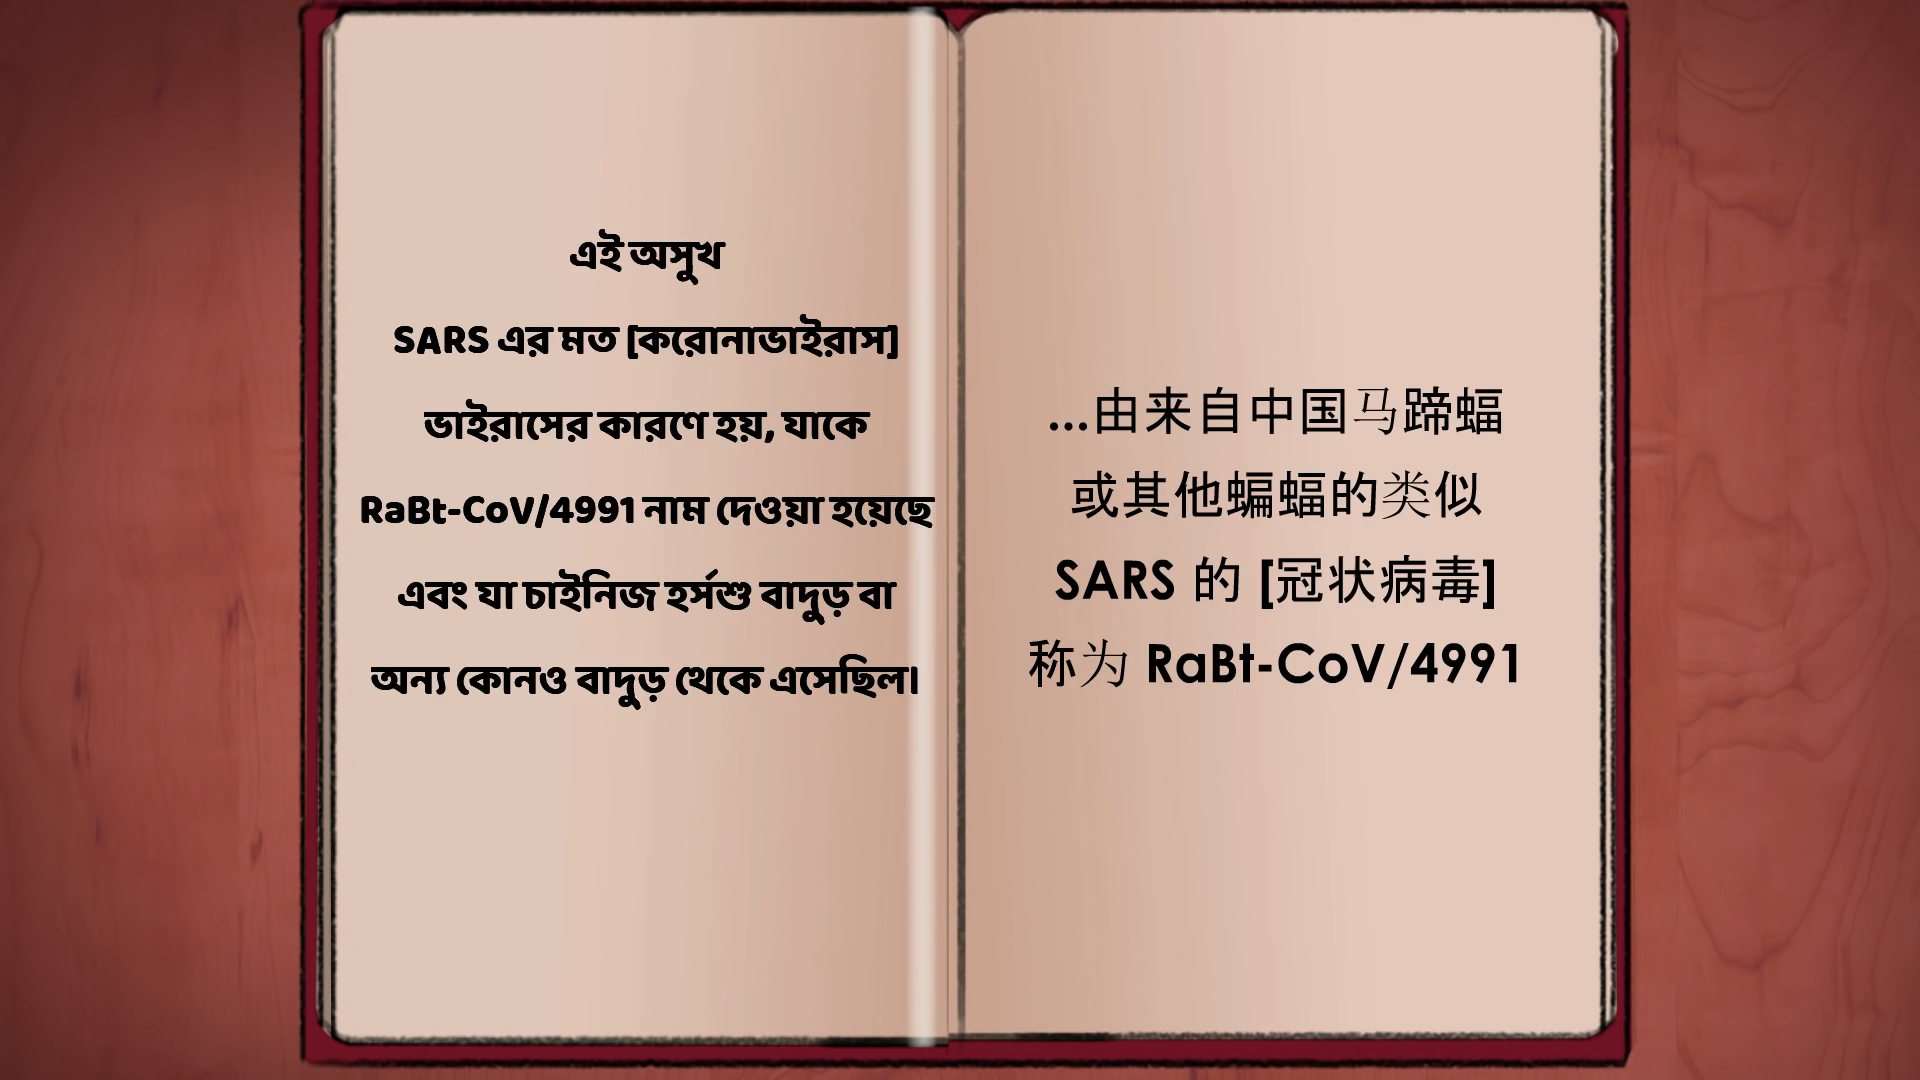 এই অসুখ
SARS এর মত [করোনাভাইরাস]
ভাইরাসের কারণে হয়, যাকে
RaBt-CoV/4991 নাম দেওয়া হয়েছে
এবং যা চাইনিজ হর্সশু বাদুড় বা
অন্য কোনও বাদুড় থেকে এসেছিল।
...由来自中国马蹄蝠
或其他蝙蝠的类似
SARS 的 [冠状病毒]
称为 RaBt-CoV/4991